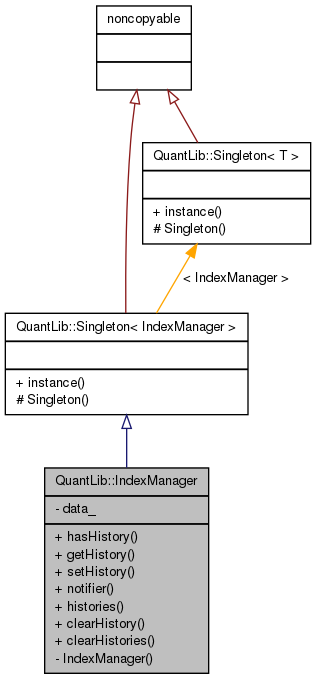 noncopyable
QuantLib::Singleton< T >
+ instance()
# Singleton()
< IndexManager >
QuantLib::Singleton< IndexManager >
+ instance()
# Singleton()
QuantLib::IndexManager
- data_
+ hasHistory()
+ getHistory()
+ setHistory()
+ notifier()
+ histories()
+ clearHistory()
+ clearHistories()
- IndexManager()